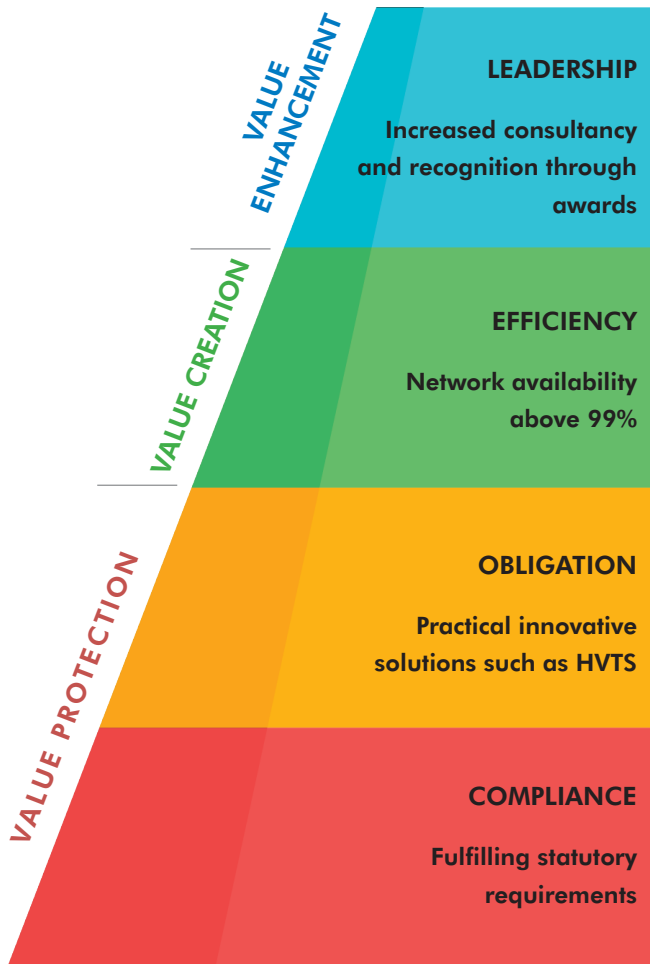 VALUE
ENHANCEMENT
LEADERSHIP
Increased consultancy
and recognition through
awards
VALUE CREATION
EFFICIENCY
Network availability
above 99%
VALUE PROTECTION
OBLIGATION
Practical innovative
solutions such as HVTS
COMPLIANCE
Fulfilling statutory
requirements